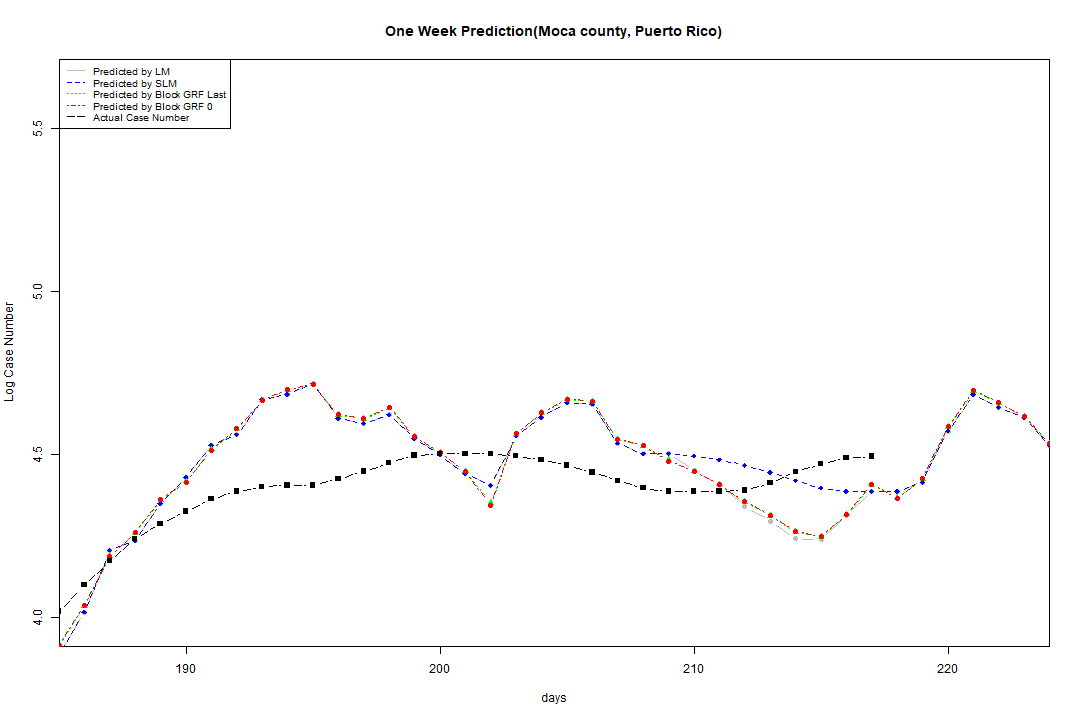 One Week Prediction(Moca county, Puerto Rico)
Predicted by LM
Predicted by SLM
Predicted by Block GRF Last
Predicted by Block GRF 0
Actual Case Number
5.5
5.0
4.5
4.0
Log Case Number
190 200 210 220
days